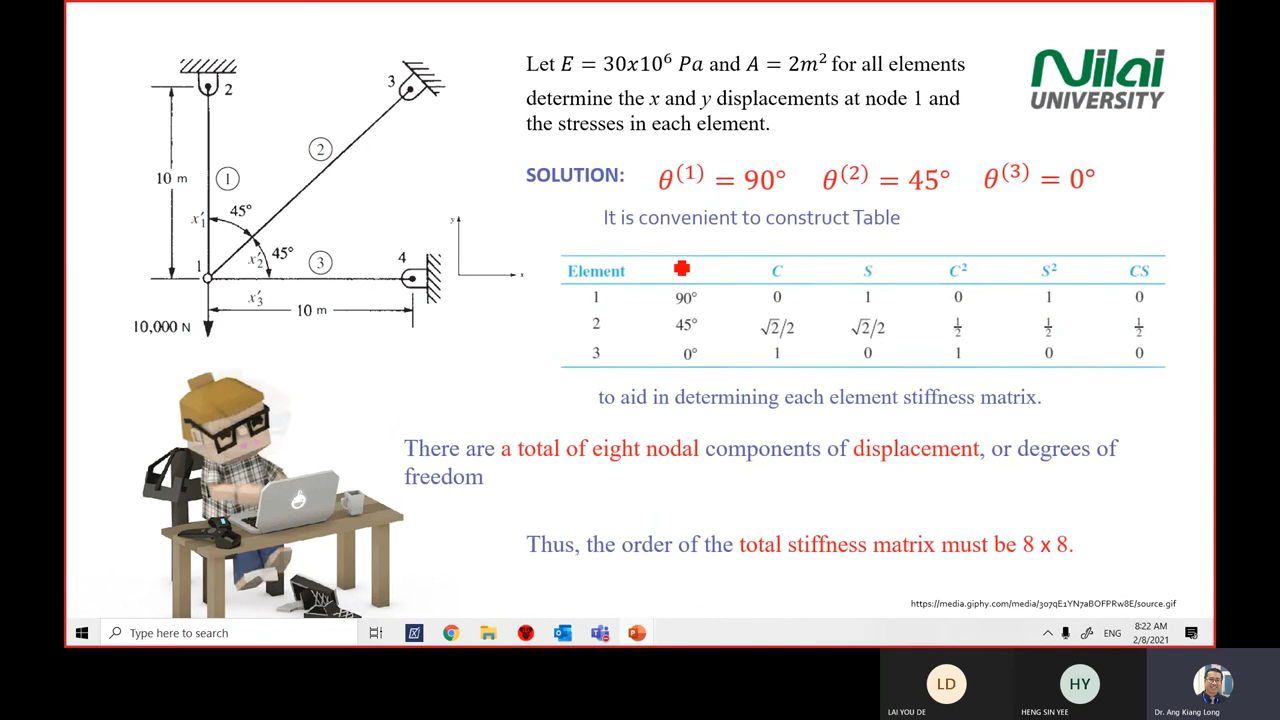 Let E = 30x10⁶ Pa and A = 2m² for all elements
determine the x and y displacements at node 1 and
the stresses in each element.
Nilai
UNIVERSITY
SOLUTION: θ⁽¹⁾ = 90° θ⁽²⁾ = 45° θ⁽³⁾ = 0°
It is convenient to construct Table
2
3
10 m
1
2
45°
x′₁
45°
x′₂
1
3
4
x′₃
10 m
10,000 N
y
x
Element C S C² S² CS
1 90° 0 1 0 1 0
2 45° √2/2 √2/2 1/2 1/2 1/2
3 0° 1 0 1 0 0
to aid in determining each element stiffness matrix.
There are a total of eight nodal components of displacement, or degrees of
freedom
Thus, the order of the total stiffness matrix must be 8 x 8.
https://media.giphy.com/media/3o7qE1YN7aBOFPRw8E/source.gif
Type here to search
ENG
8:22 AM
2/8/2021
LD
LAI YOU DE
HY
HENG SIN YEE
Dr. Ang Kiang Long